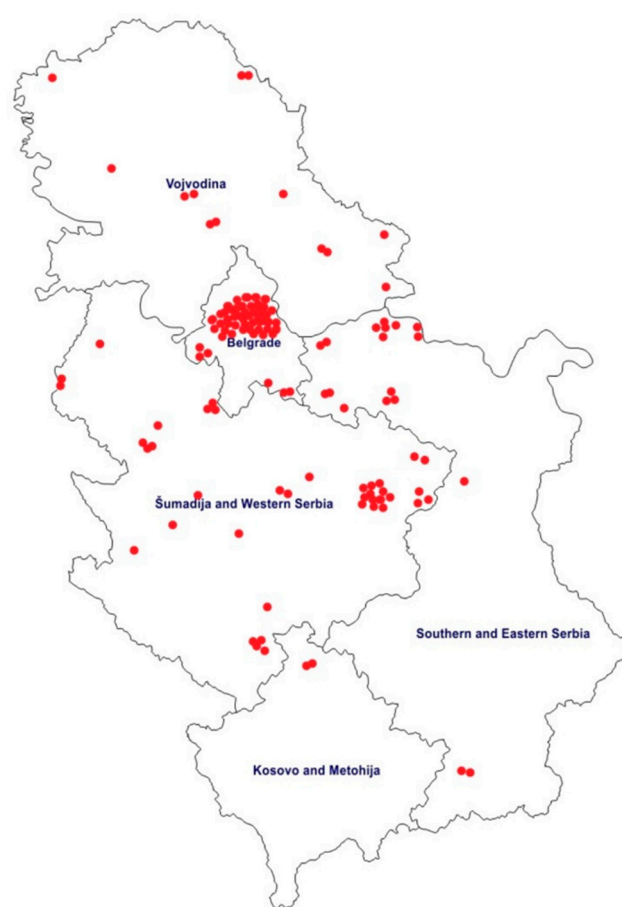 Vojvodina
Belgrade
Šumadija and Western Serbia
Southern and Eastern Serbia
Kosovo and Metohija